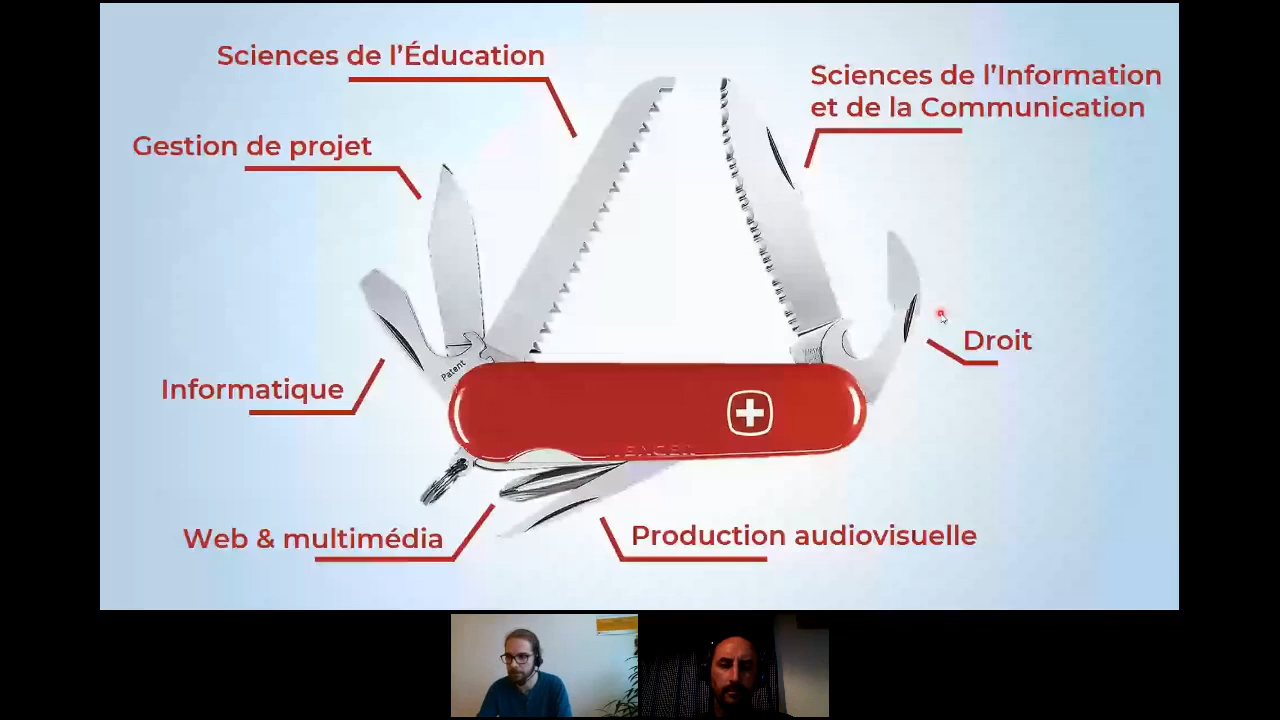 Sciences de l'Éducation
Sciences de l'Information
et de la Communication
Gestion de projet
Droit
Patent
Informatique
Web & multimédia
Production audiovisuelle